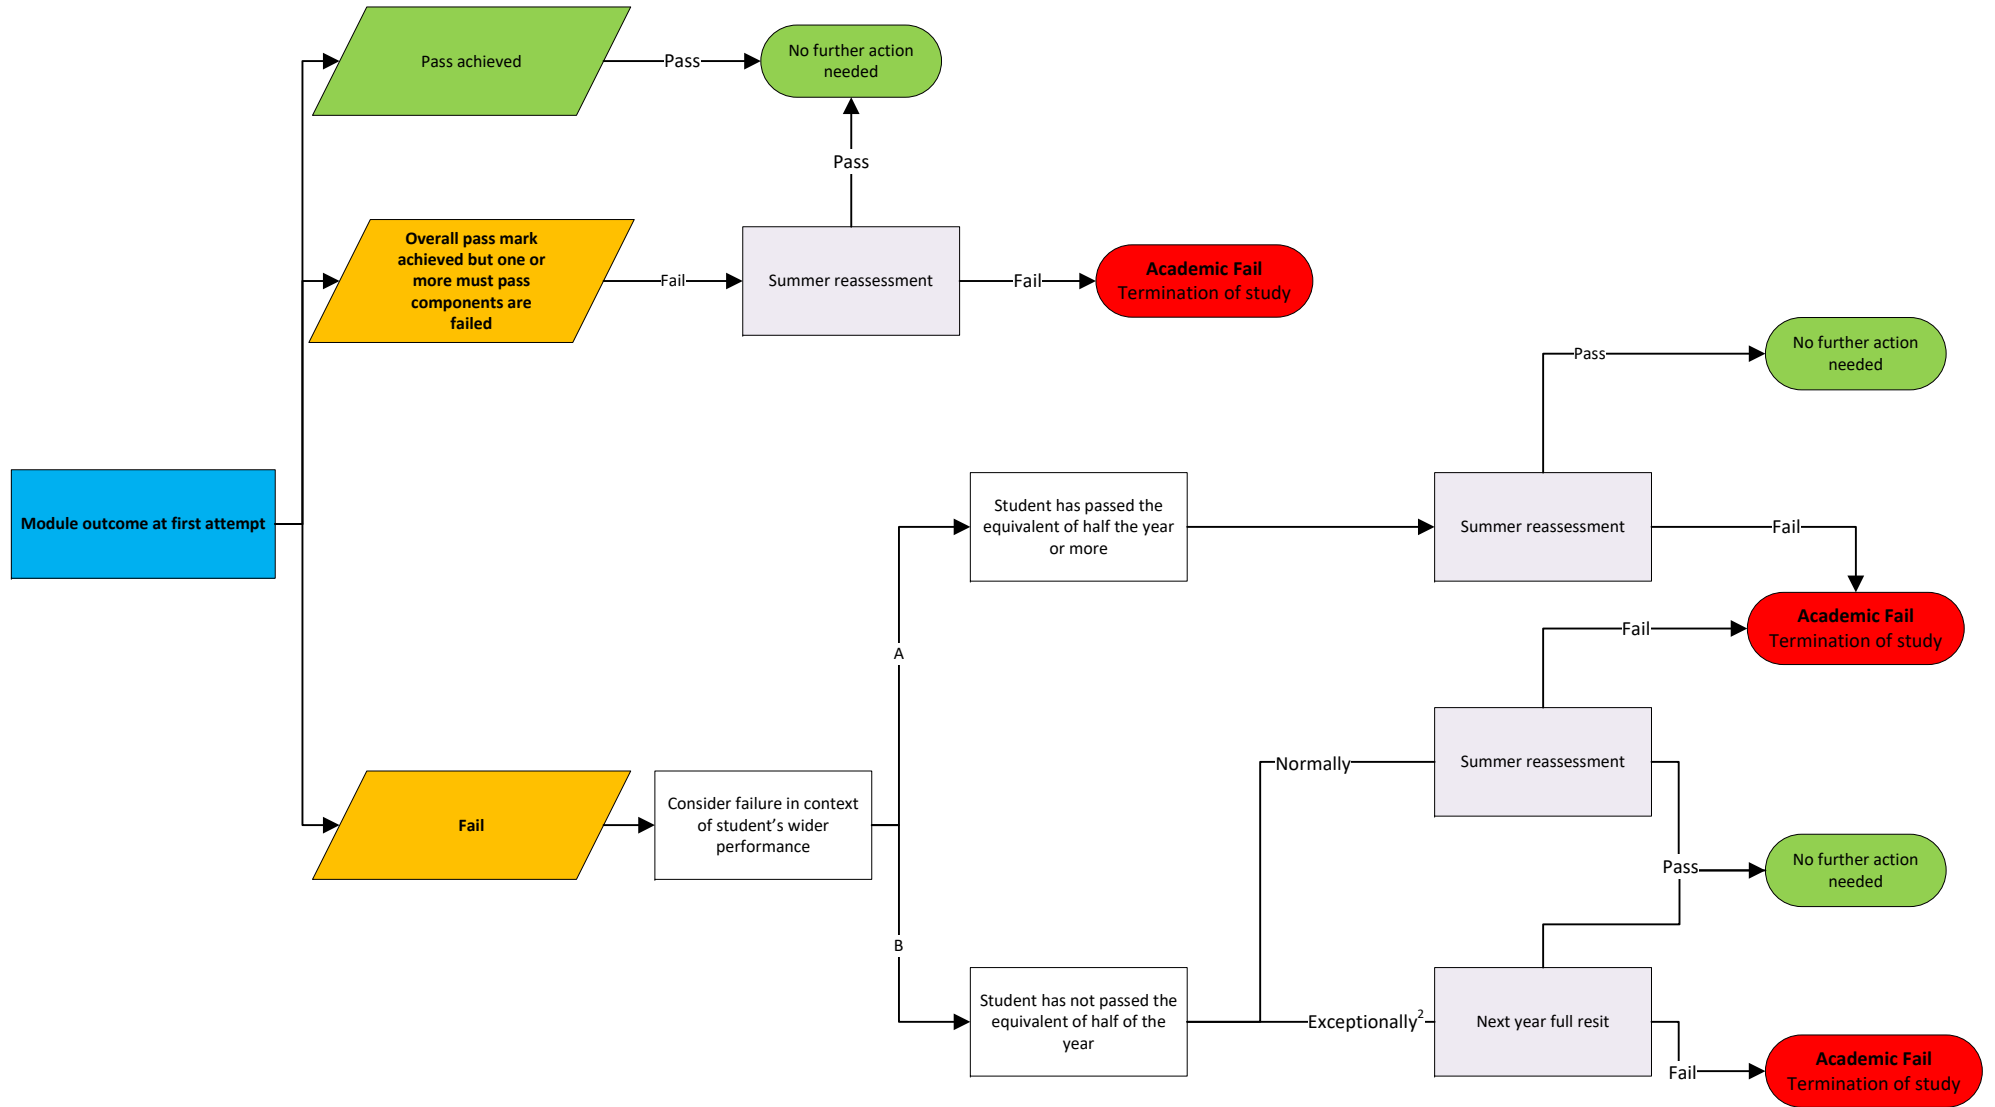 Pass achieved
Pass
No further action
needed
Pass
Overall pass mark
achieved but one or
more must pass
components are
failed
Fail
Summer reassessment
Fail
Academic Fail
Termination of study
Pass
No further action
needed
Module outcome at first attempt
Student has passed the
equivalent of half the year
or more
Summer reassessment
Fail
Academic Fail
Termination of study
Fail
A
Normally
Summer reassessment
Fail
Consider failure in context
of student’s wider
performance
Pass
No further action
needed
B
Student has not passed the
equivalent of half of the
year
Exceptionally²
Next year full resit
Fail
Academic Fail
Termination of study